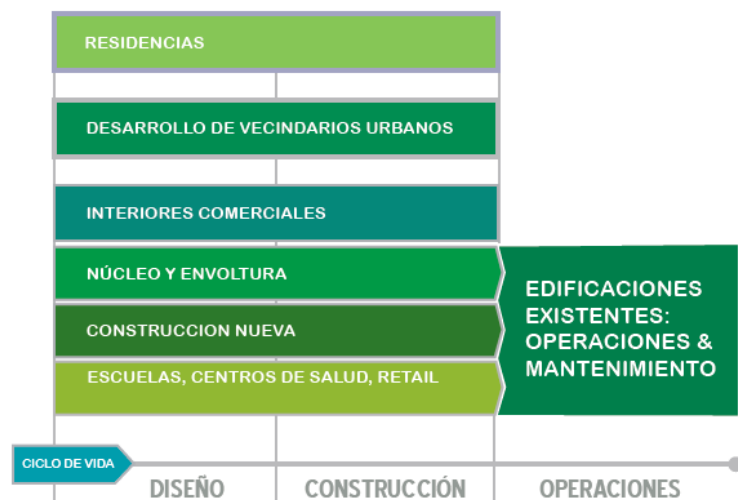 RESIDENCIAS
DESARROLLO DE VECINDARIOS URBANOS
INTERIORES COMERCIALES
NÚCLEO Y ENVOLTURA
CONSTRUCCION NUEVA
ESCUELAS, CENTROS DE SALUD, RETAIL
EDIFICACIONES
EXISTENTES:
OPERACIONES &
MANTENIMIENTO
CICLO DE VIDA
DISEÑO
CONSTRUCCIÓN
OPERACIONES